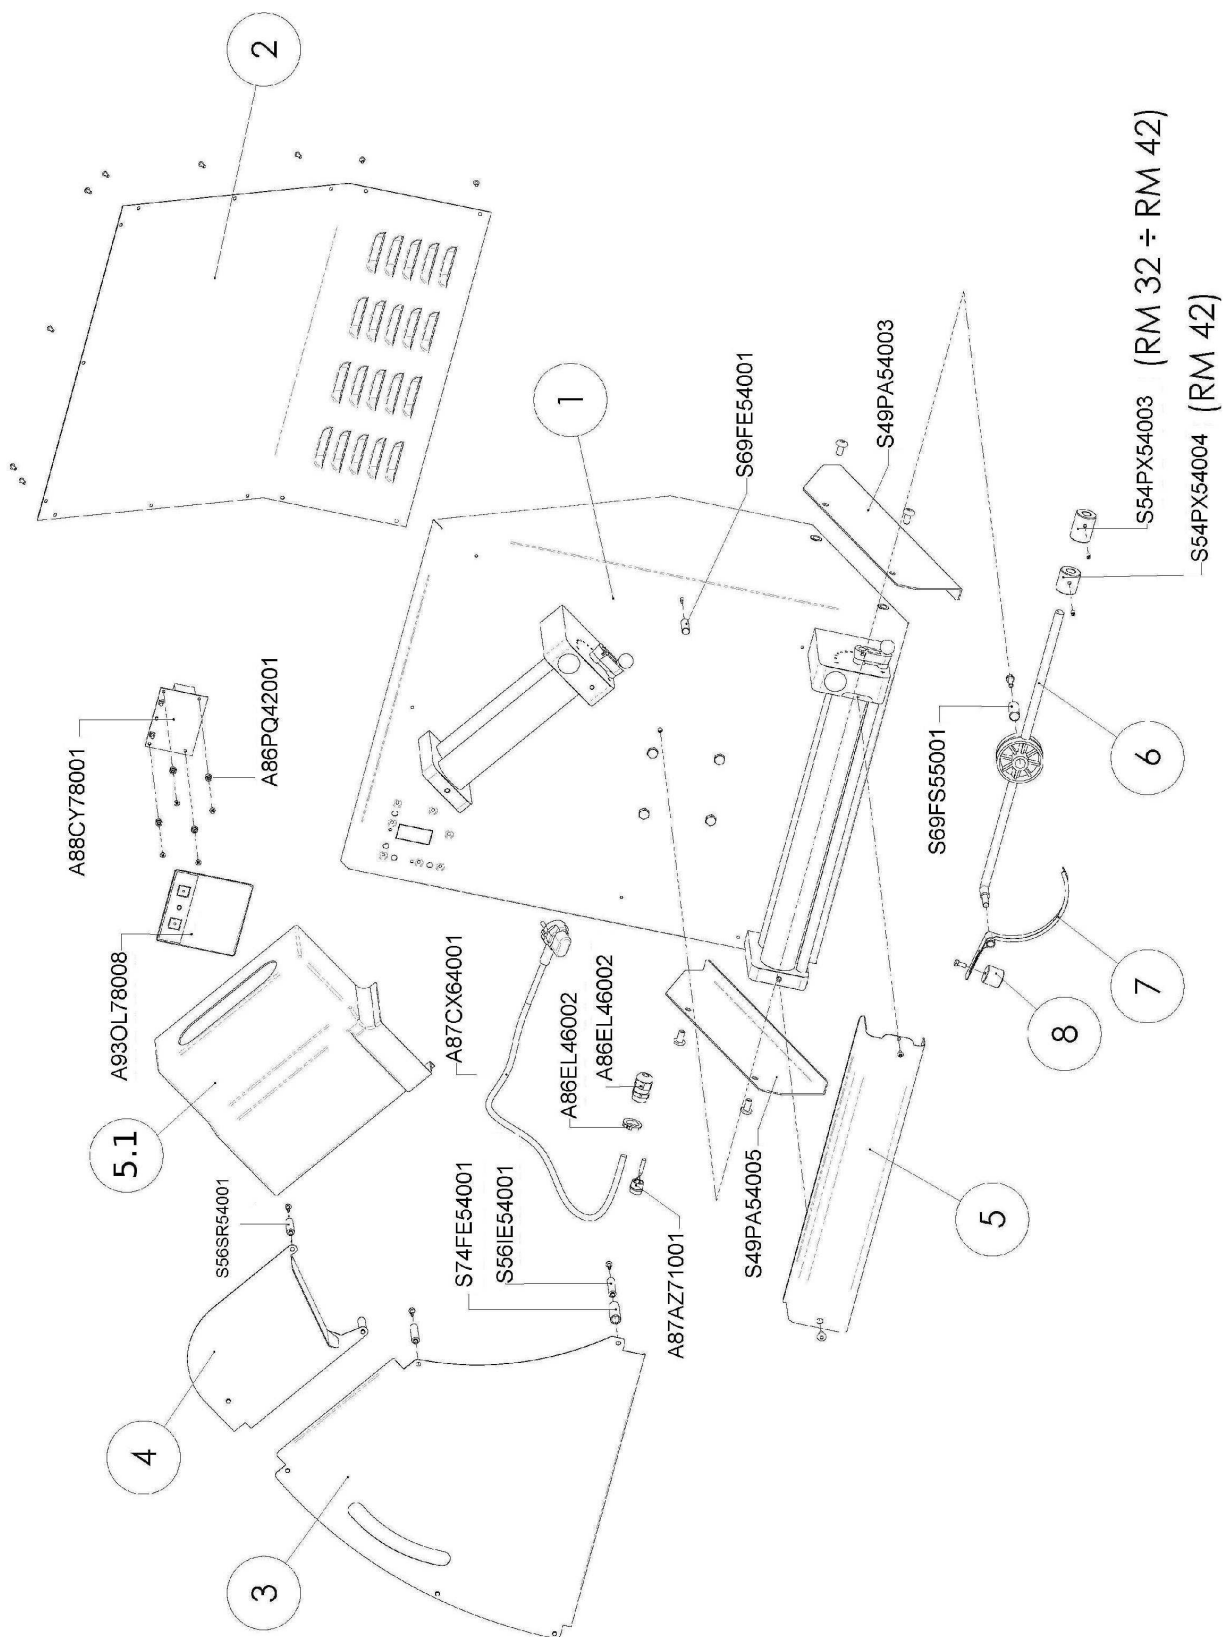 A88CY78001
A93OL78008
5.1
4
S56SR54001
3
2
A86PQ42001
A87CX64001
S74FE54001
S56IE54001
A86EL46002
1
A86EL46002
A87AZ71001
S69FE54001
S49PA54005
S49PA54003
S69FS55001
5
8
7
6
S54PX54003 (RM 32 ÷ RM 42)
S54PX54004 (RM 42)